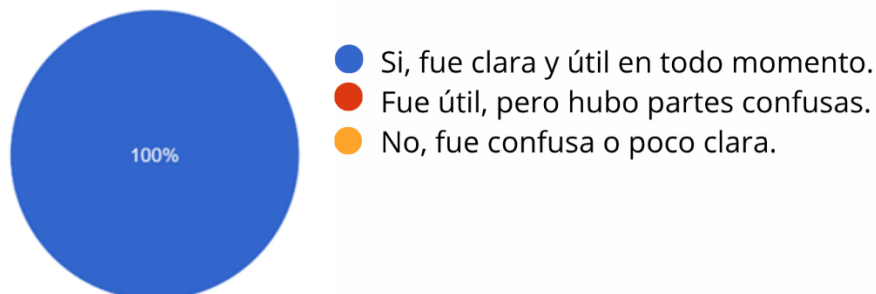 100%
Si, fue clara y útil en todo momento.
Fue útil, pero hubo partes confusas.
No, fue confusa o poco clara.